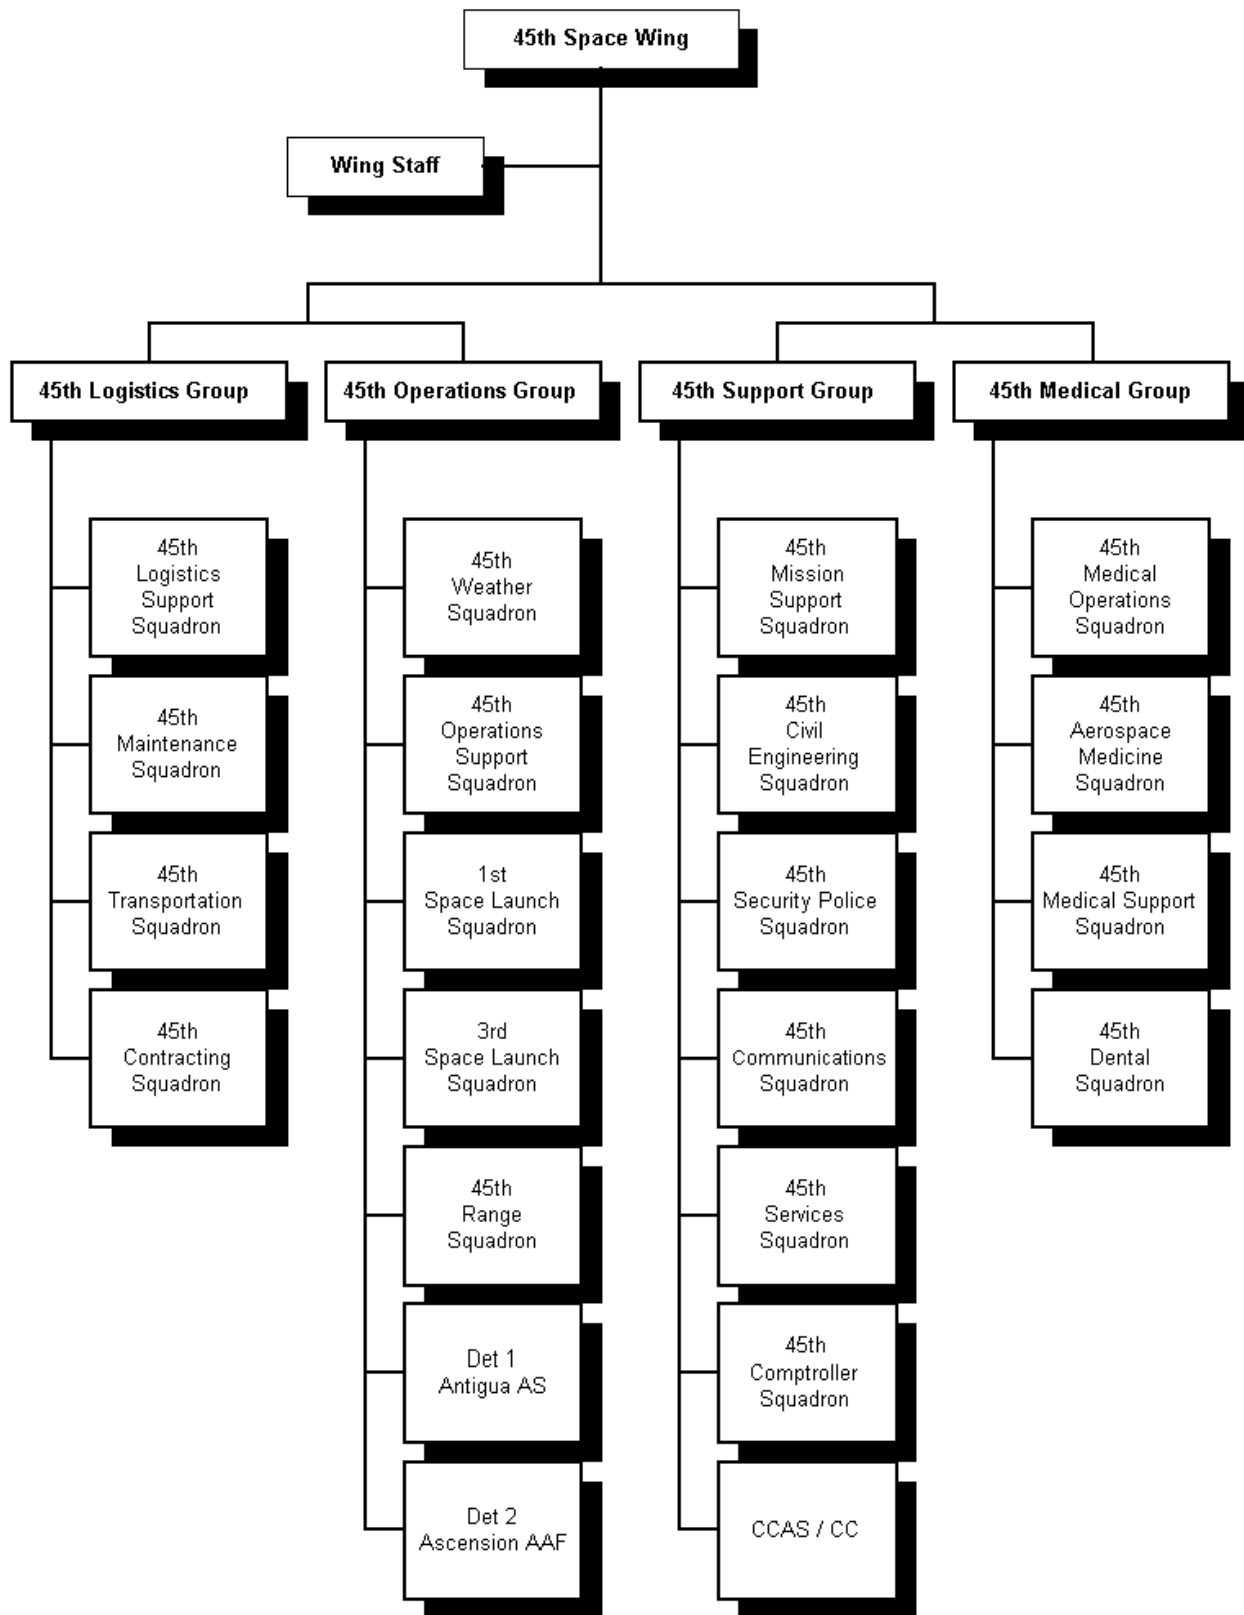 45th Space Wing
Wing Staff
45th Logistics Group
45th Operations Group
45th Support Group
45th Medical Group
45th
Logistics
Support
Squadron
45th
Maintenance
Squadron
45th
Transportation
Squadron
45th
Contracting
Squadron
45th
Weather
Squadron
45th
Operations
Support
Squadron
1st
Space Launch
Squadron
3rd
Space Launch
Squadron
45th
Range
Squadron
Det 1
Antigua AS
Det 2
Ascension AAF
45th
Mission
Support
Squadron
45th
Civil
Engineering
Squadron
45th
Security Police
Squadron
45th
Communications
Squadron
45th
Services
Squadron
45th
Comptroller
Squadron
CCAS / CC
45th
Medical
Operations
Squadron
45th
Aerospace
Medicine
Squadron
45th
Medical Support
Squadron
45th
Dental
Squadron